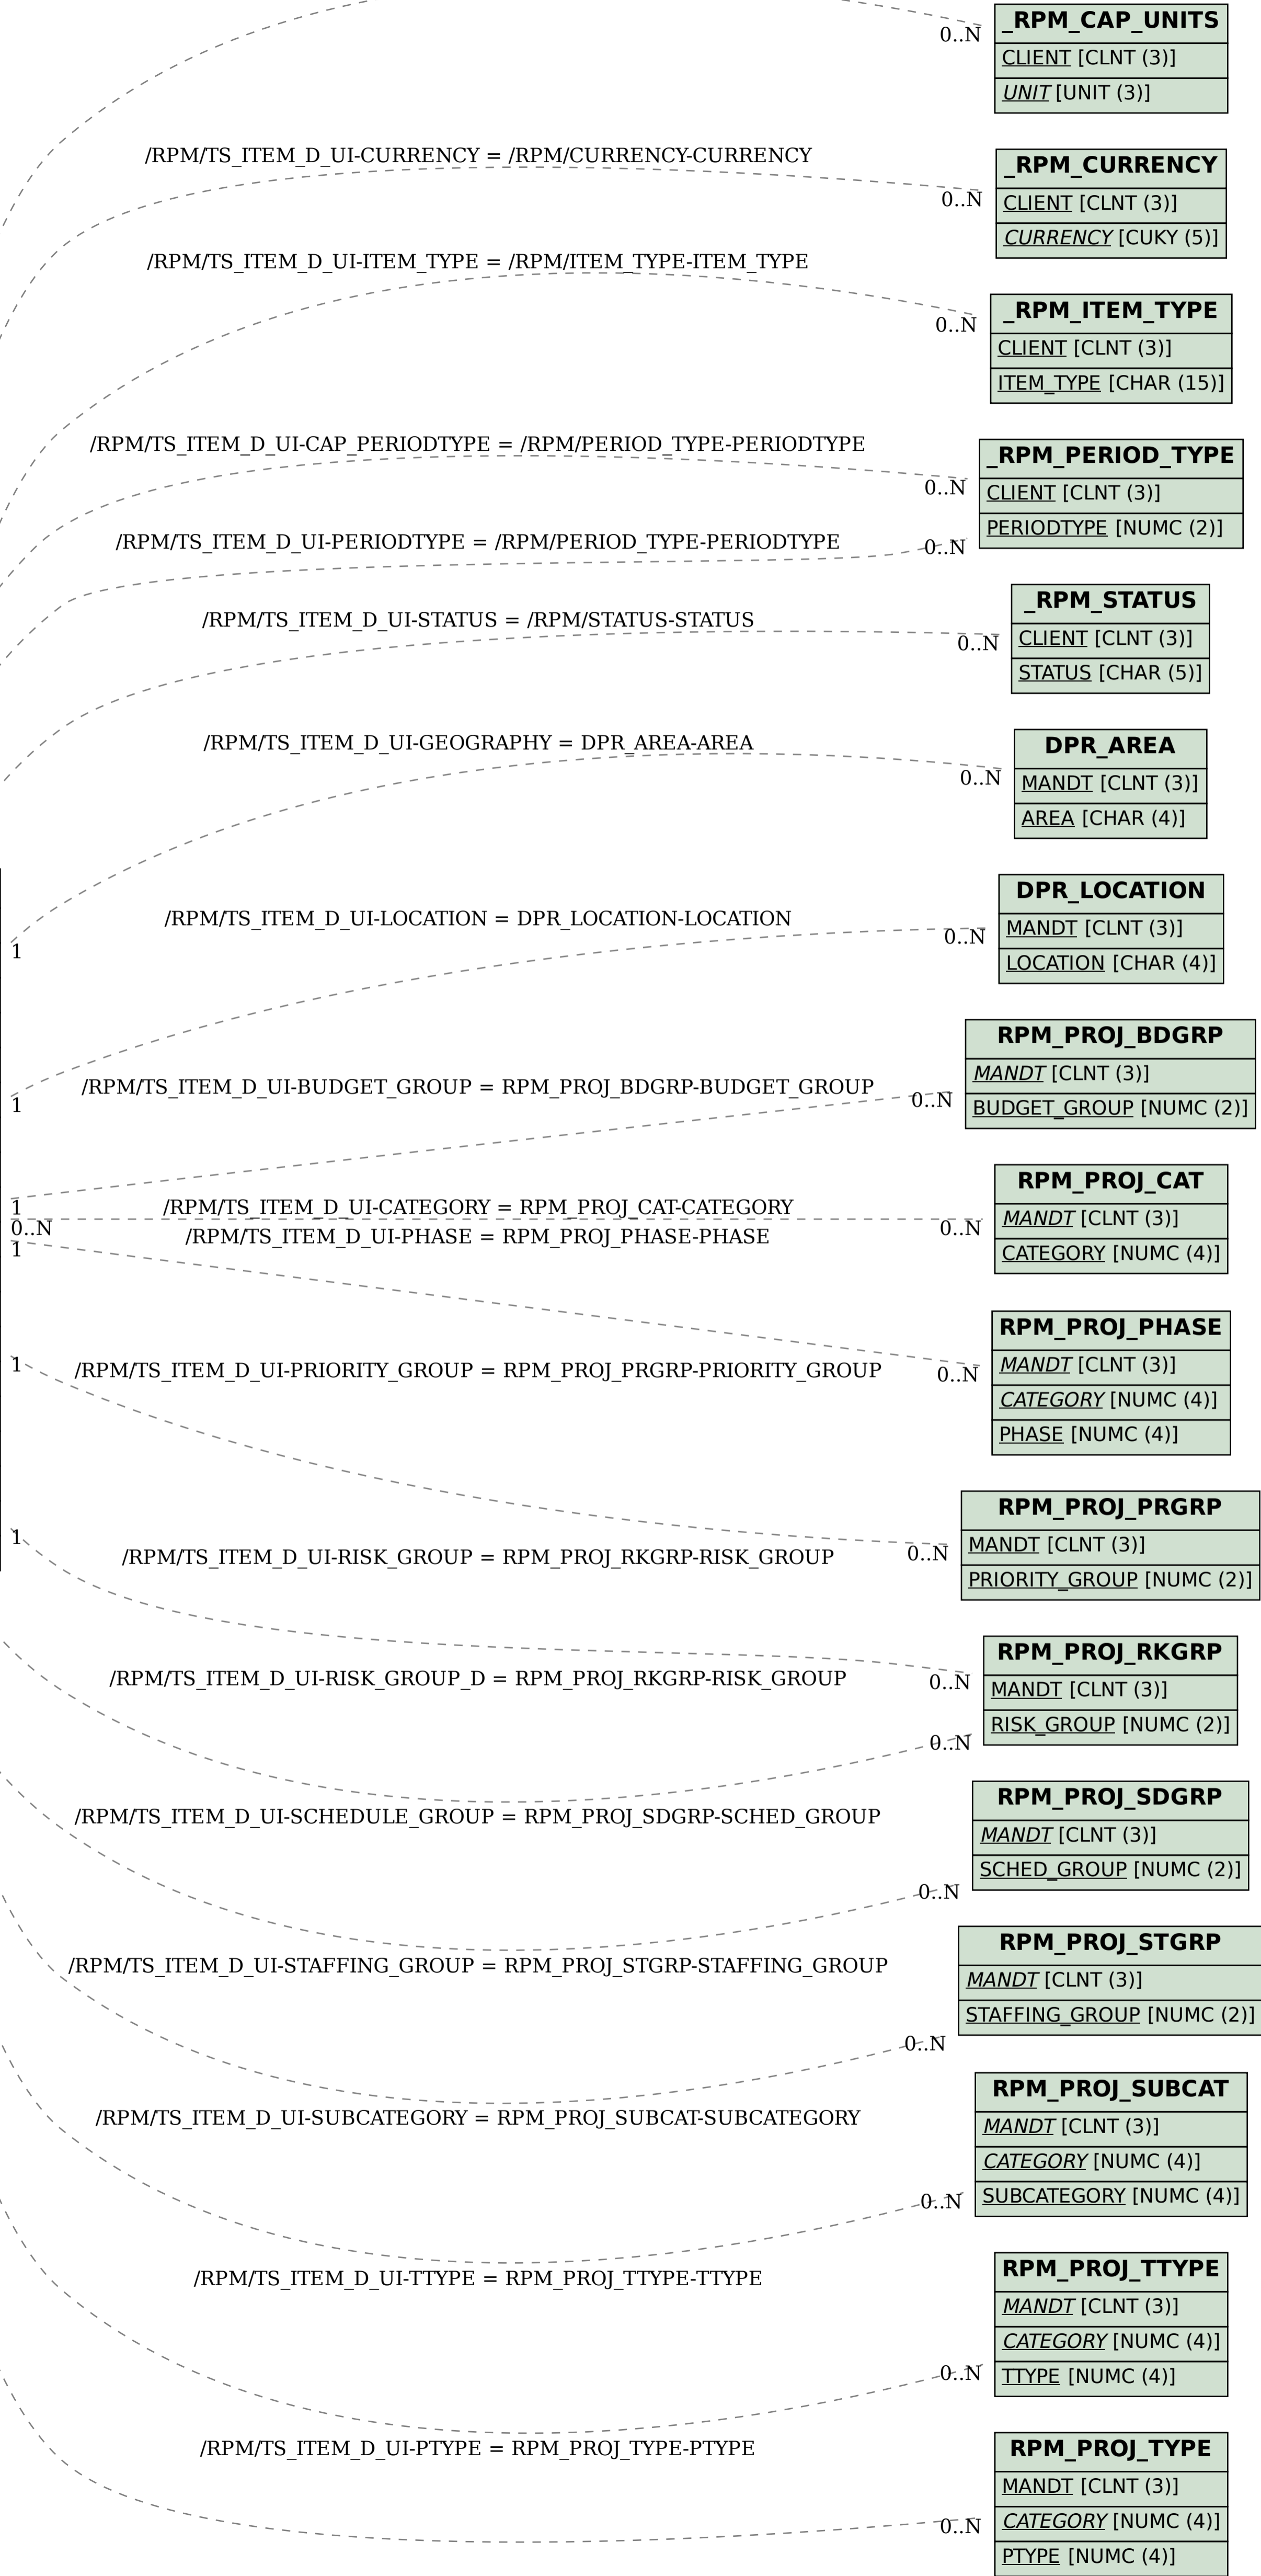 _RPM_CAP_UNITS
0..N
CLIENT [CLNT (3)]
UNIT [UNIT (3)]
/RPM/TS_ITEM_D_UI-CURRENCY = /RPM/CURRENCY-CURRENCY
_RPM_CURRENCY
0..N
CLIENT [CLNT (3)]
CURRENCY [CUKY (5)]
/RPM/TS_ITEM_D_UI-ITEM_TYPE = /RPM/ITEM_TYPE-ITEM_TYPE
_RPM_ITEM_TYPE
0..N
CLIENT [CLNT (3)]
ITEM_TYPE [CHAR (15)]
/RPM/TS_ITEM_D_UI-CAP_PERIODTYPE = /RPM/PERIOD_TYPE-PERIODTYPE
_RPM_PERIOD_TYPE
0..N
CLIENT [CLNT (3)]
PERIODTYPE [NUMC (2)]
/RPM/TS_ITEM_D_UI-PERIODTYPE = /RPM/PERIOD_TYPE-PERIODTYPE
0..N
_RPM_STATUS
/RPM/TS_ITEM_D_UI-STATUS = /RPM/STATUS-STATUS
0..N
CLIENT [CLNT (3)]
STATUS [CHAR (5)]
/RPM/TS_ITEM_D_UI-GEOGRAPHY = DPR_AREA-AREA
DPR_AREA
0..N
MANDT [CLNT (3)]
AREA [CHAR (4)]
1
DPR_LOCATION
/RPM/TS_ITEM_D_UI-LOCATION = DPR_LOCATION-LOCATION
0..N
MANDT [CLNT (3)]
LOCATION [CHAR (4)]
1
RPM_PROJ_BDGRP
/RPM/TS_ITEM_D_UI-BUDGET_GROUP = RPM_PROJ_BDGRP-BUDGET_GROUP
0..N
MANDT [CLNT (3)]
BUDGET_GROUP [NUMC (2)]
1
RPM_PROJ_CAT
/RPM/TS_ITEM_D_UI-CATEGORY = RPM_PROJ_CAT-CATEGORY
0..N
0..N
MANDT [CLNT (3)]
CATEGORY [NUMC (4)]
1
/RPM/TS_ITEM_D_UI-PHASE = RPM_PROJ_PHASE-PHASE
RPM_PROJ_PHASE
0..N
MANDT [CLNT (3)]
CATEGORY [NUMC (4)]
PHASE [NUMC (4)]
1
/RPM/TS_ITEM_D_UI-PRIORITY_GROUP = RPM_PROJ_PRGRP-PRIORITY_GROUP
RPM_PROJ_PRGRP
0..N
MANDT [CLNT (3)]
PRIORITY_GROUP [NUMC (2)]
1
/RPM/TS_ITEM_D_UI-RISK_GROUP = RPM_PROJ_RKGRP-RISK_GROUP
RPM_PROJ_RKGRP
0..N
MANDT [CLNT (3)]
RISK_GROUP [NUMC (2)]
/RPM/TS_ITEM_D_UI-RISK_GROUP_D = RPM_PROJ_RKGRP-RISK_GROUP
0..N
RPM_PROJ_SDGRP
/RPM/TS_ITEM_D_UI-SCHEDULE_GROUP = RPM_PROJ_SDGRP-SCHED_GROUP
MANDT [CLNT (3)]
SCHED_GROUP [NUMC (2)]
0..N
RPM_PROJ_STGRP
/RPM/TS_ITEM_D_UI-STAFFING_GROUP = RPM_PROJ_STGRP-STAFFING_GROUP
MANDT [CLNT (3)]
STAFFING_GROUP [NUMC (2)]
0..N
RPM_PROJ_SUBCAT
/RPM/TS_ITEM_D_UI-SUBCATEGORY = RPM_PROJ_SUBCAT-SUBCATEGORY
MANDT [CLNT (3)]
CATEGORY [NUMC (4)]
SUBCATEGORY [NUMC (4)]
0..N
RPM_PROJ_TTYPE
/RPM/TS_ITEM_D_UI-TTYPE = RPM_PROJ_TTYPE-TTYPE
MANDT [CLNT (3)]
CATEGORY [NUMC (4)]
TTYPE [NUMC (4)]
0..N
RPM_PROJ_TYPE
/RPM/TS_ITEM_D_UI-PTYPE = RPM_PROJ_TYPE-PTYPE
MANDT [CLNT (3)]
CATEGORY [NUMC (4)]
0..N
PTYPE [NUMC (4)]